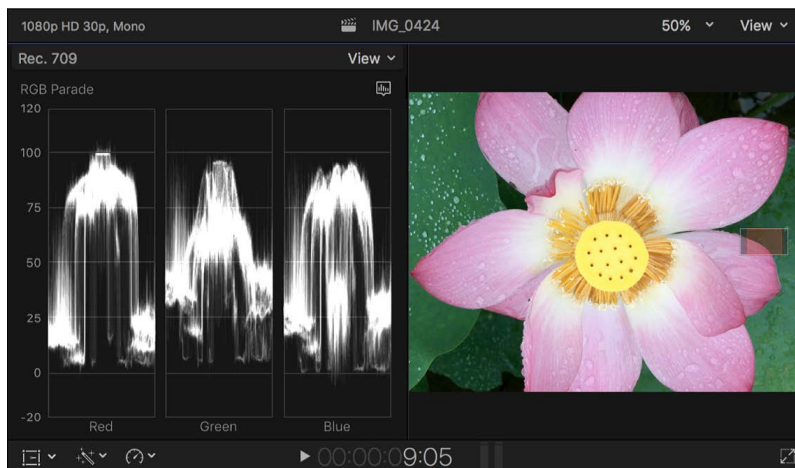 1080p HD 30p, Mono
IMG_0424
50%
View
Rec. 709
View
RGB Parade
120
100
75
50
25
0
-20
Red
Green
Blue
00:00:09:05